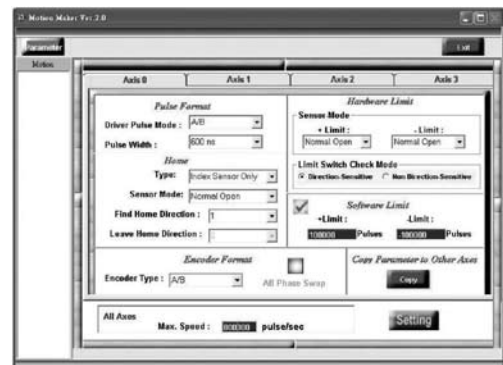 Motion Maker Ver 2.0
Parameter
Exit
Motion
Axis 0
Axis 1
Axis 2
Axis 3
Pulse Format
Driver Pulse Mode : A/B
Pulse Width : 600 ns
Home
Type: Index Sensor Only
Sensor Mode: Normal Open
Find Home Direction : 1
Leave Home Direction :
Encoder Format
Encoder Type : A/B
AB Phase Swap
Hardware Limit
Sensor Mode
+ Limit : - Limit :
Normal Open Normal Open
Limit Switch Check Mode
Direction-Sensitive Non Direction-Sensitive
Software Limit
+Limit : -Limit :
100000 Pulses -100000 Pulses
Copy Parameter to Other Axes
Copy
All Axes
Max. Speed : 800000 pulse/sec
Setting